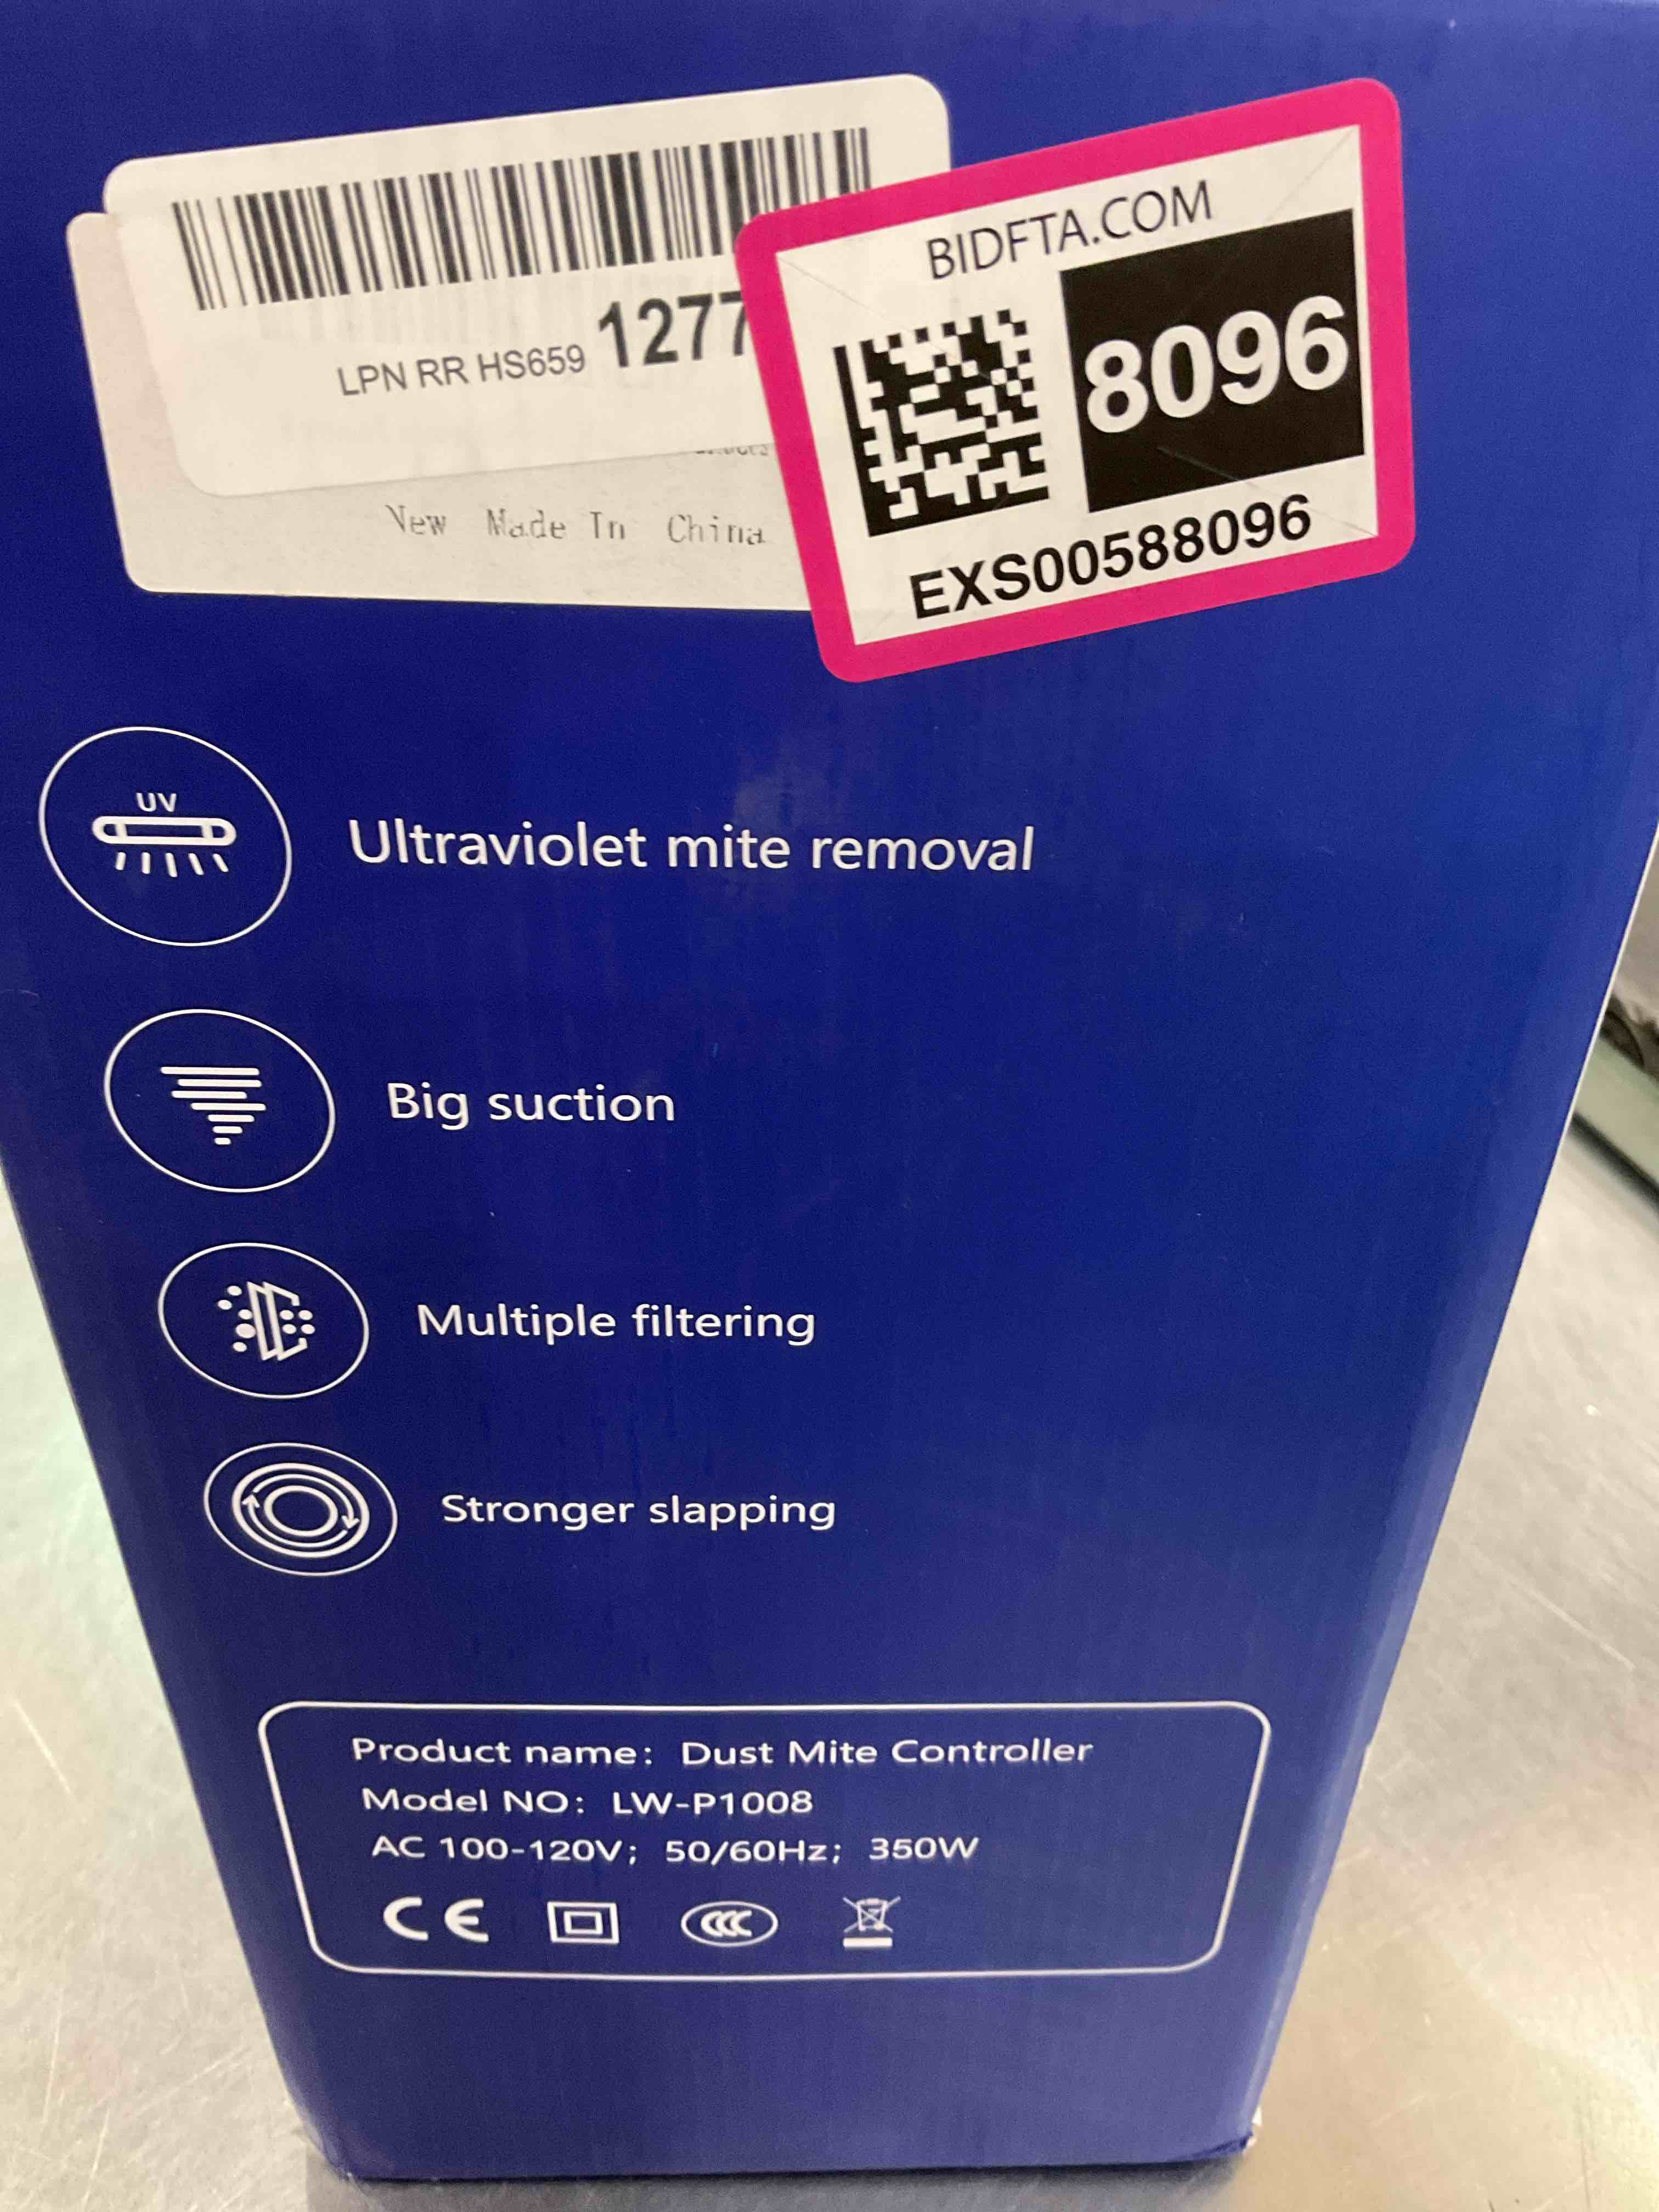 LPN RR HS659 1277
New Made In China
BIDFTA.COM
8096
EXS00588096
UV
Ultraviolet mite removal
Big suction
Multiple filtering
Stronger slapping
Product name: Dust Mite Controller
Model NO: LW-P1008
AC 100-120V; 50/60Hz; 350W
CE
CCC